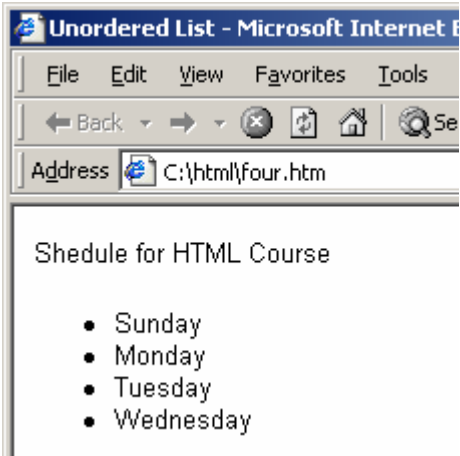 Unordered List - Microsoft Internet
File Edit View Favorites Tools
Back
Address C:\html\four.htm
Shedule for HTML Course
• Sunday
• Monday
• Tuesday
• Wednesday